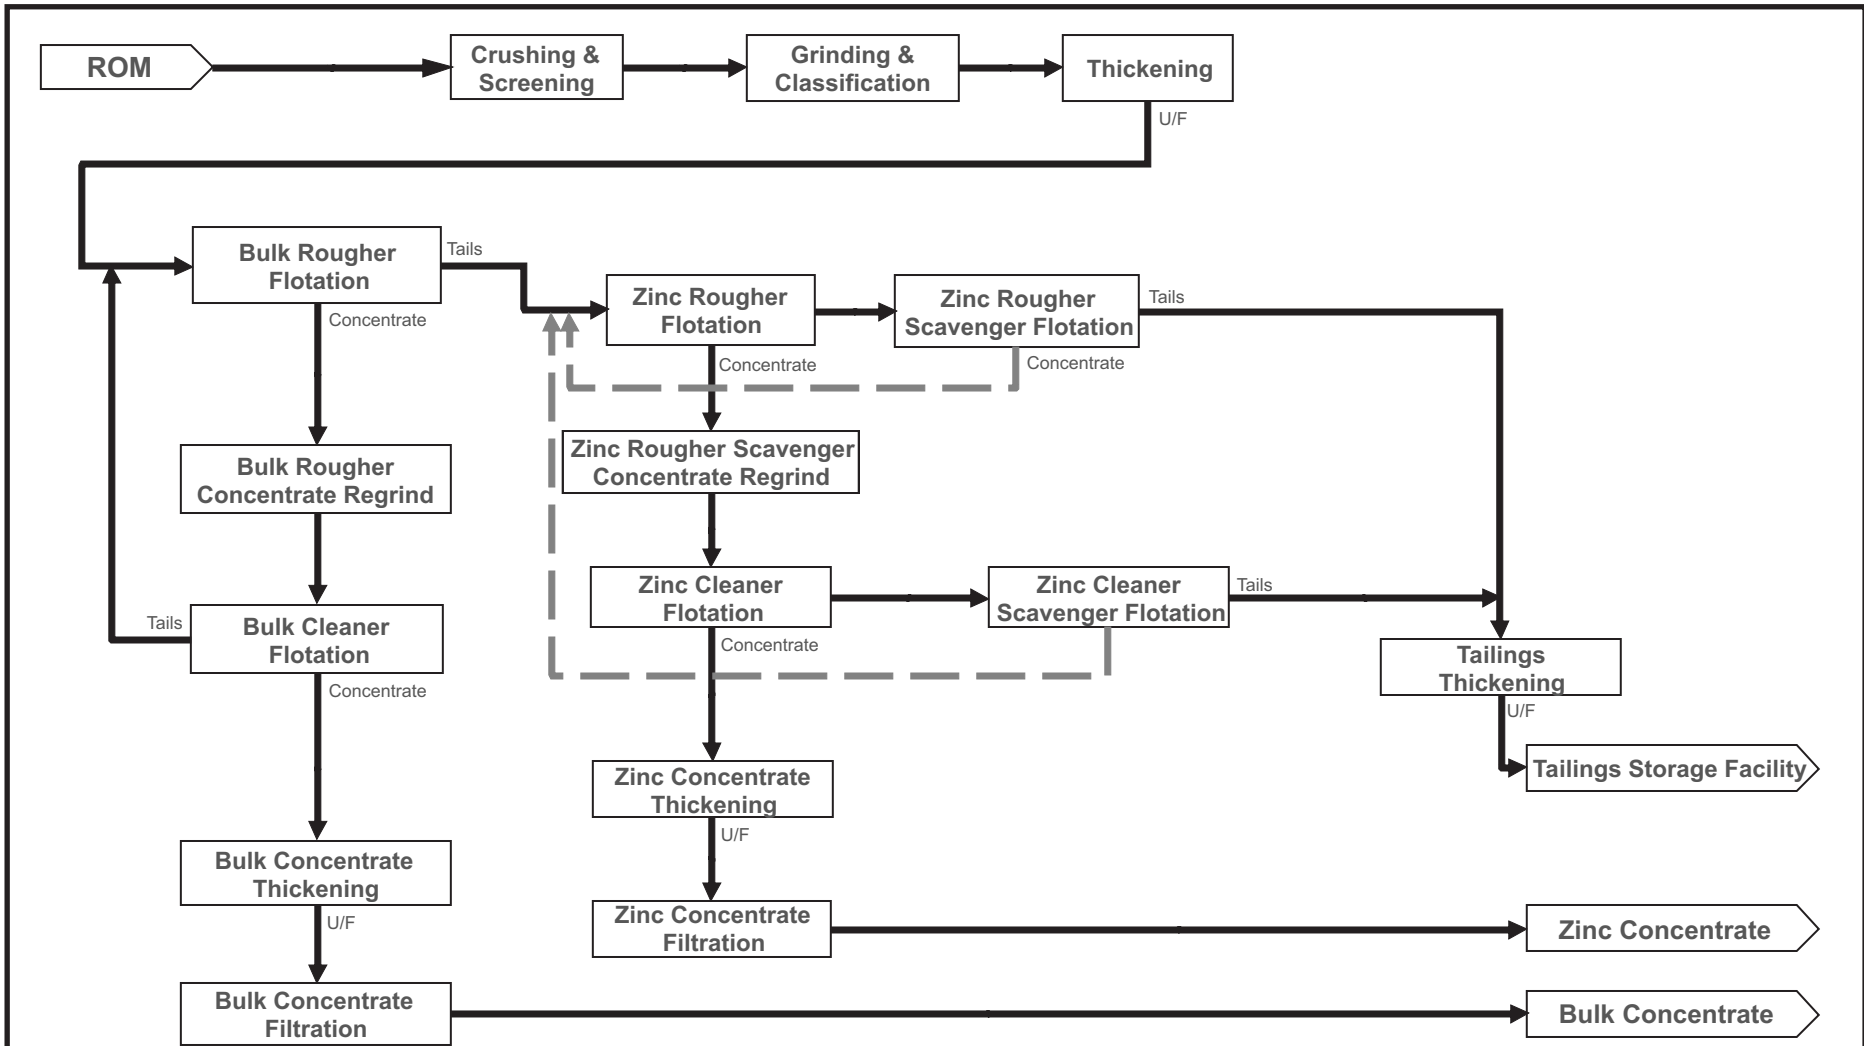 ROM
Crushing &
Screening
Grinding &
Classification
Thickening
U/F
Bulk Rougher
Flotation
Tails
Concentrate
Zinc Rougher
Flotation
Concentrate
Zinc Rougher
Scavenger Flotation
Tails
Concentrate
Bulk Rougher
Concentrate Regrind
Zinc Rougher Scavenger
Concentrate Regrind
Tails
Bulk Cleaner
Flotation
Concentrate
Zinc Cleaner
Flotation
Concentrate
Zinc Cleaner
Scavenger Flotation
Tails
Tailings
Thickening
U/F
Tailings Storage Facility
Zinc Concentrate
Thickening
U/F
Bulk Concentrate
Thickening
U/F
Zinc Concentrate
Filtration
Zinc Concentrate
Bulk Concentrate
Filtration
Bulk Concentrate